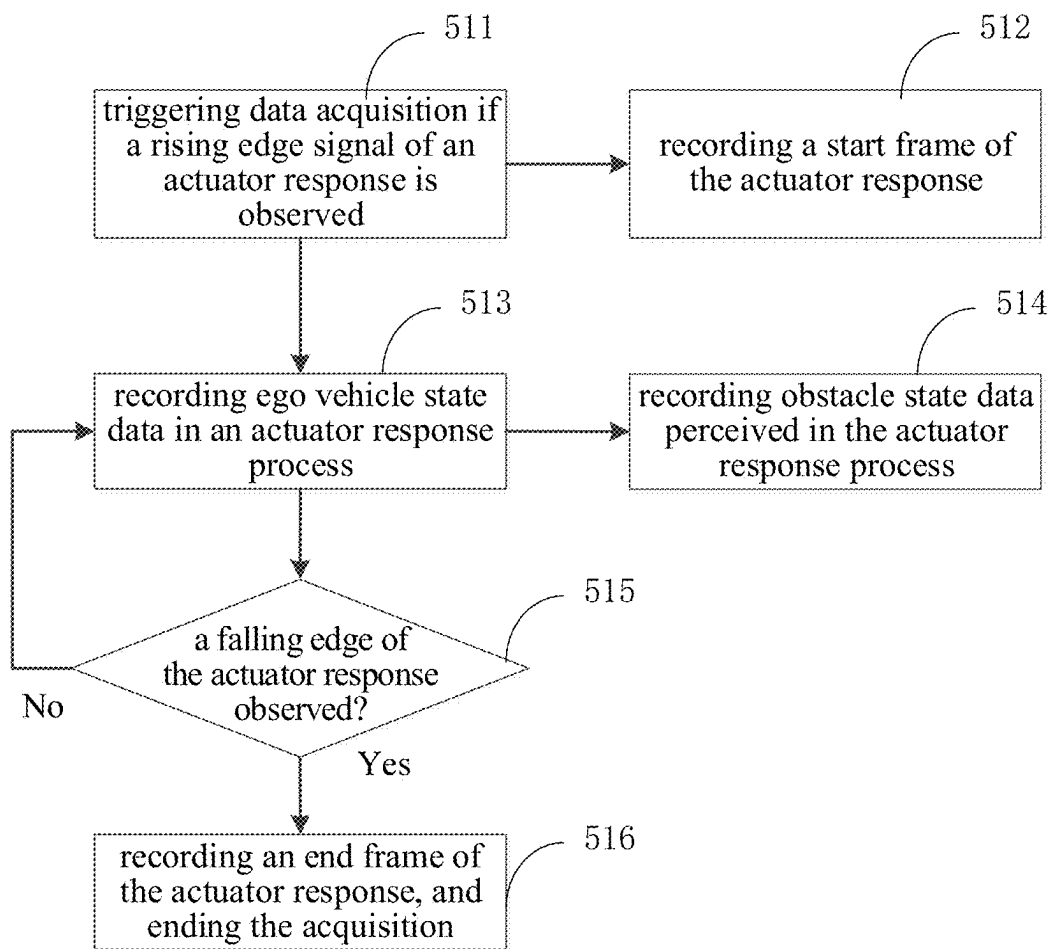 511
512
triggering data acquisition if
a rising edge signal of an
actuator response is
observed
recording a start frame of
the actuator response
513
514
recording ego vehicle state
data in an actuator response
process
recording obstacle state data
perceived in the actuator
response process
515
a falling edge of
the actuator response
observed?
No
Yes
516
recording an end frame of
the actuator response, and
ending the acquisition